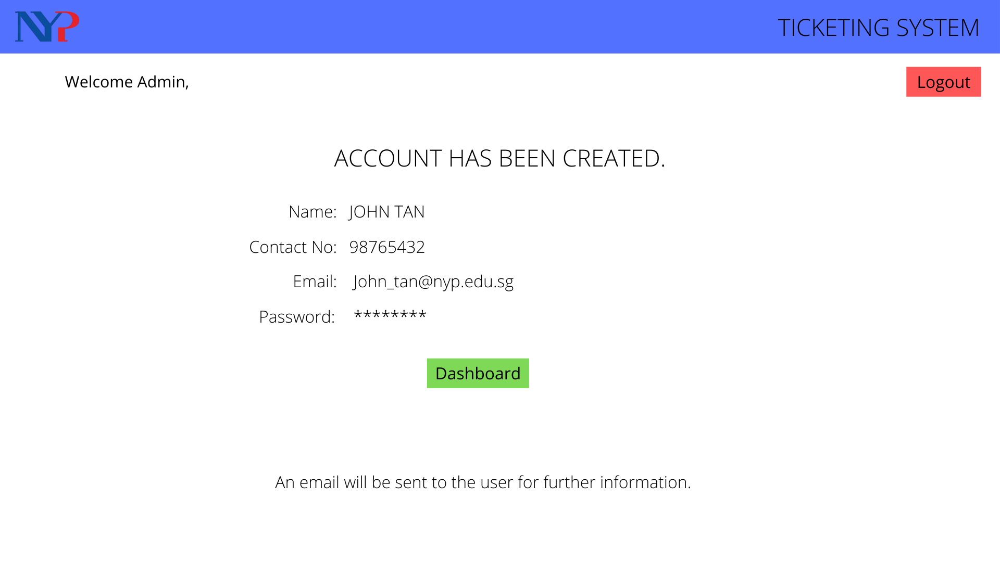 NYP
TICKETING SYSTEM
Welcome Admin,
Logout
ACCOUNT HAS BEEN CREATED.
Name: JOHN TAN
Contact No: 98765432
Email: John_tan@nyp.edu.sg
Password: ********
Dashboard
An email will be sent to the user for further information.